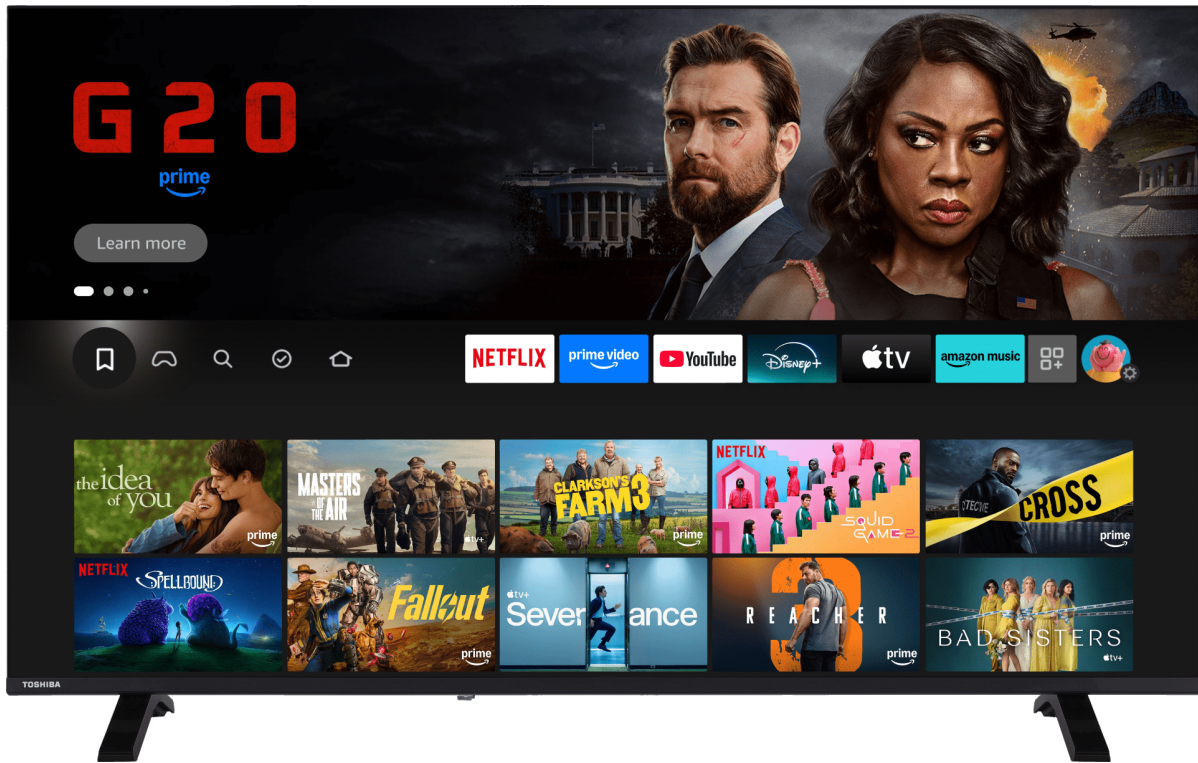 G20
prime
Learn more
NETFLIX
prime video
YouTube
Disney+
tv
amazon music
the idea
of you
prime
MASTERS
OF THE AIR
tv+
CLARKSON'S
FARM3
prime
NETFLIX
SQUID
GAME 2
DETECTIVE
CROSS
prime
NETFLIX
SPELLBOUND
Fallout
prime
tv+
Severance
3
REACHER
prime
BAD SISTERS
tv+
TOSHIBA